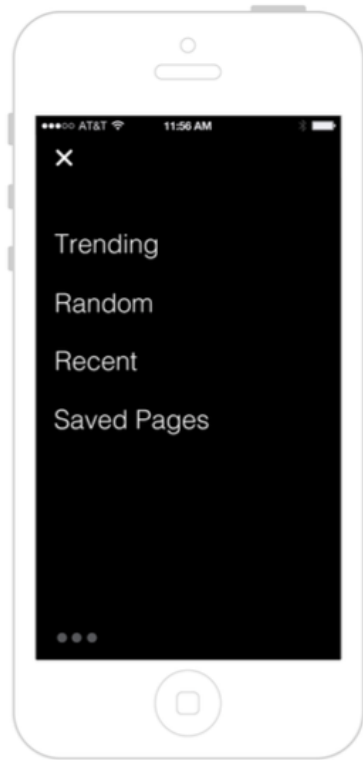 AT&T 11:56 AM
Trending
Random
Recent
Saved Pages